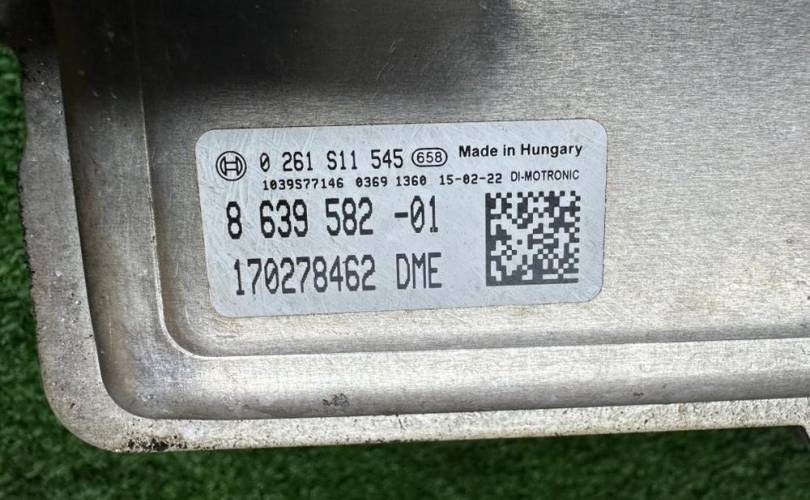 0 261 S11 545 658 Made in Hungary
1039S77146 0369 1360 15-02-22 DI-MOTRONIC
8 639 582 -01
170278462 DME